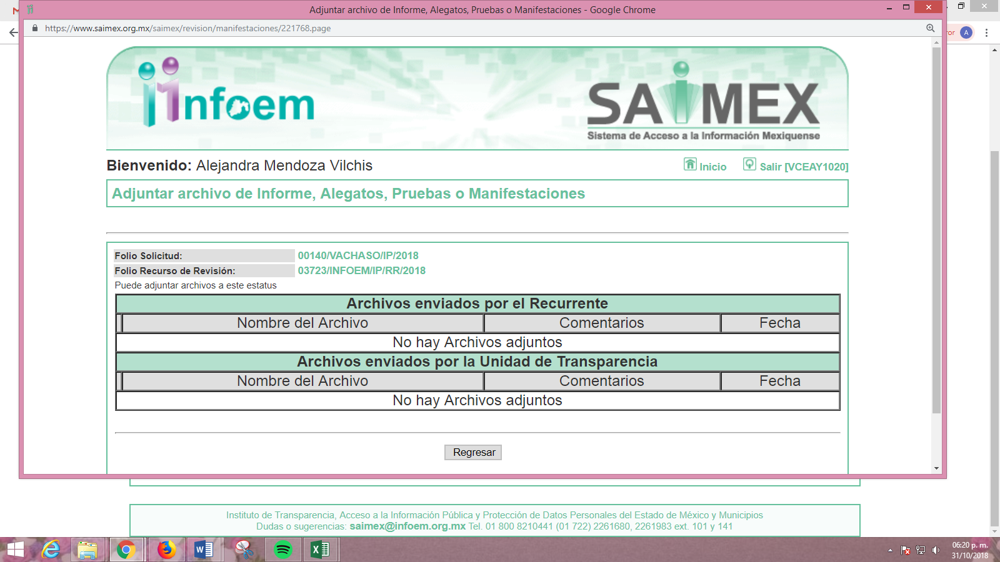 Adjuntar archivo de Informe, Alegatos, Pruebas o Manifestaciones - Google Chrome
https://www.saimex.org.mx/saimex/revision/manifestaciones/221768.page
ror A
infoem
SAIMEX
Sistema de Acceso a la Información Mexiquense
Bienvenido: Alejandra Mendoza Vilchis
Inicio Salir [VCEAY1020]
Adjuntar archivo de Informe, Alegatos, Pruebas o Manifestaciones
Folio Solicitud: 00140/VACHASO/IP/2018
Folio Recurso de Revisión: 03723/INFOEM/IP/RR/2018
Puede adjuntar archivos a este estatus
Archivos enviados por el Recurrente
Nombre del Archivo Comentarios Fecha
No hay Archivos adjuntos
Archivos enviados por la Unidad de Transparencia
Nombre del Archivo Comentarios Fecha
No hay Archivos adjuntos
Regresar
Instituto de Transparencia, Acceso a la Información Pública y Protección de Datos Personales del Estado de México y Municipios
Dudas o sugerencias: saimex@infoem.org.mx Tel. 01 800 8210441 (01 722) 2261680, 2261983 ext. 101 y 141
06:20 p. m.
31/10/2018